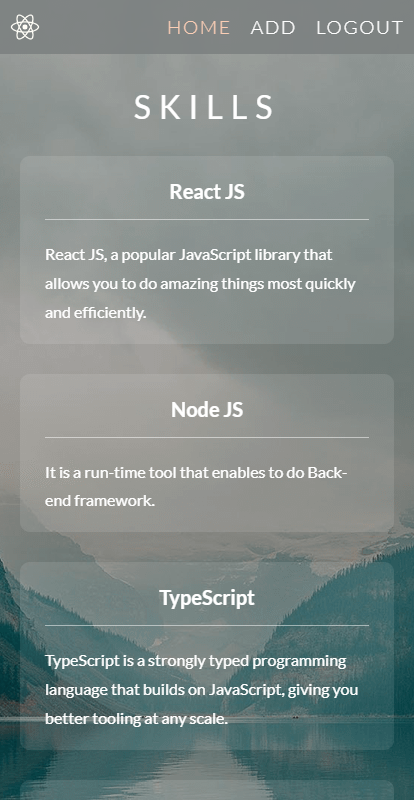 HOME ADD LOGOUT
SKILLS
React JS
React JS, a popular JavaScript library that
allows you to do amazing things most quickly
and efficiently.
Node JS
It is a run-time tool that enables to do Back-
end framework.
TypeScript
TypeScript is a strongly typed programming
language that builds on JavaScript, giving you
better tooling at any scale.